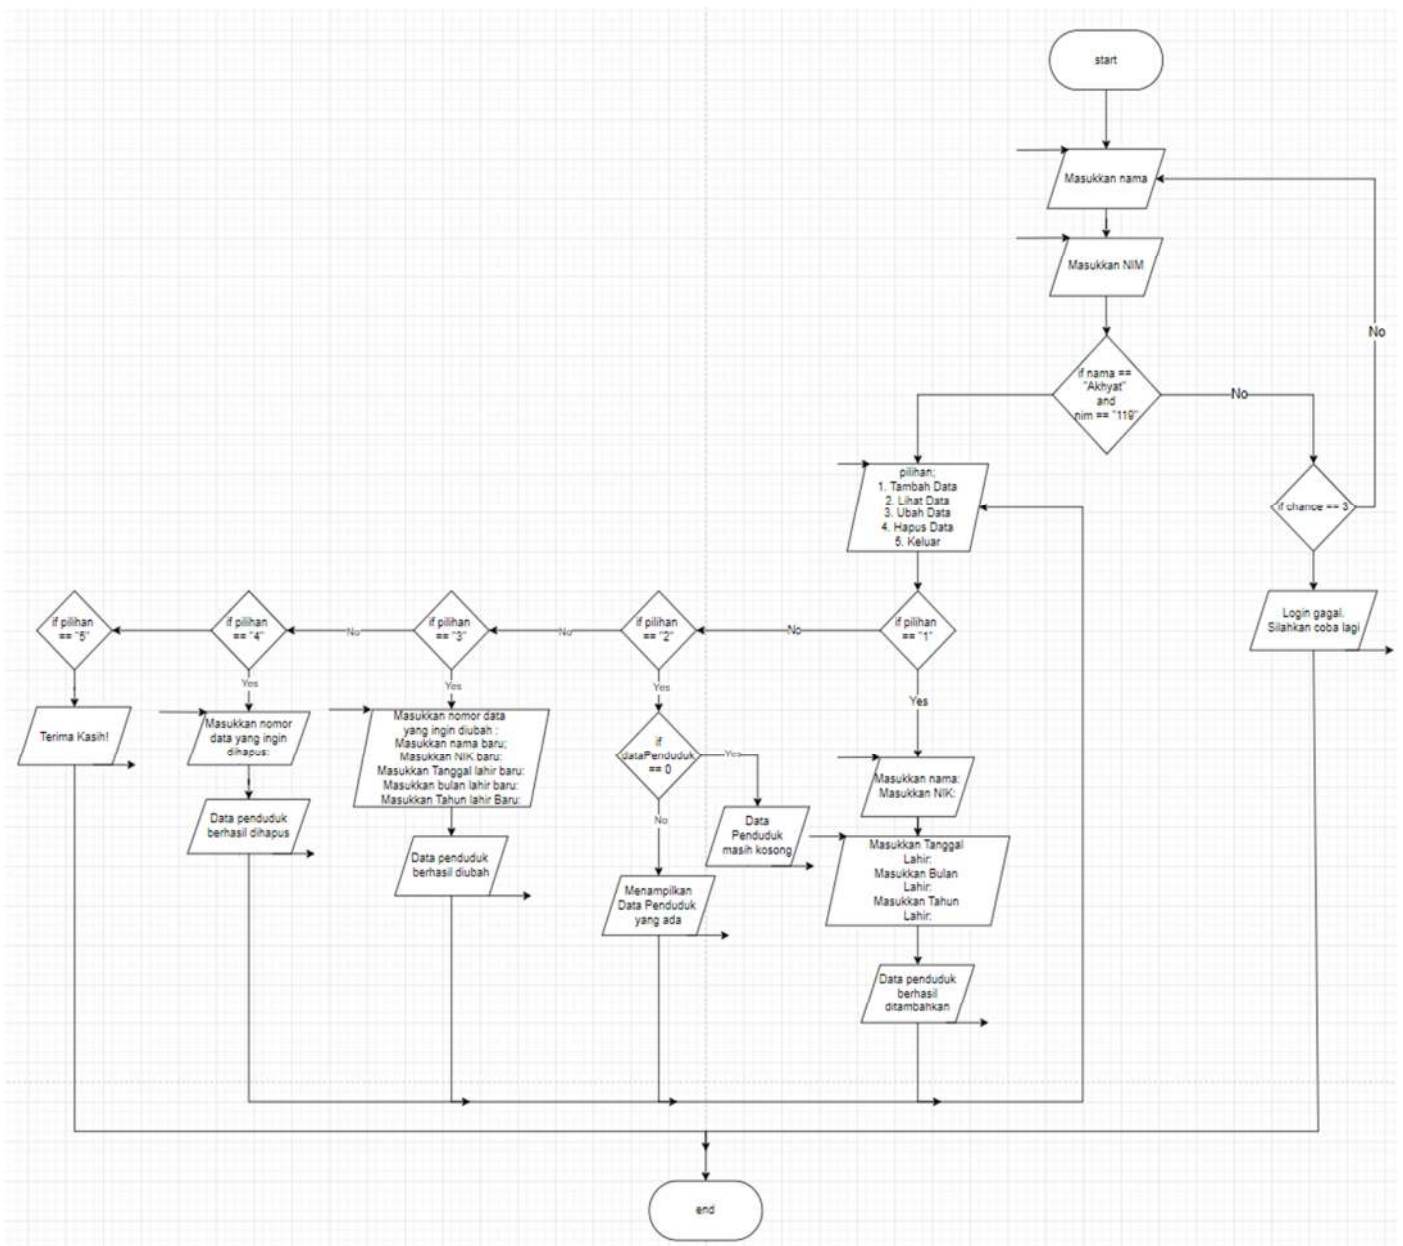 start
Masukkan nama
Masukkan NIM
No
if nama ==
"Akhyat"
and
nim == "119"
No
pilihan;
1. Tambah Data
2. Lihat Data
3. Ubah Data
4. Hapus Data
5. Keluar
if chance == 3
Login gagal.
Silahkan coba lagi
if pilihan
== "5"
if pilihan
== "4"
No
if pilihan
== "3"
No
if pilihan
== "2"
No
if pilihan
== "1"
Yes
Yes
Yes
Yes
Terima Kasih!
Masukkan nomor
data yang ingin
dihapus:
Masukkan nomor data
yang ingin diubah :
Masukkan nama baru;
Masukkan NIK baru:
Masukkan Tanggal lahir baru:
Masukkan bulan lahir baru:
Masukkan Tahun lahir Baru:
if
dataPenduduk
== 0
Yes
No
Masukkan nama:
Masukkan NIK:
Data penduduk
berhasil dihapus
Data penduduk
berhasil diubah
Data
Penduduk
masih kosong
Menampilkan
Data Penduduk
yang ada
Masukkan Tanggal
Lahir:
Masukkan Bulan
Lahir:
Masukkan Tahun
Lahir:
Data penduduk
berhasil
ditambahkan
end